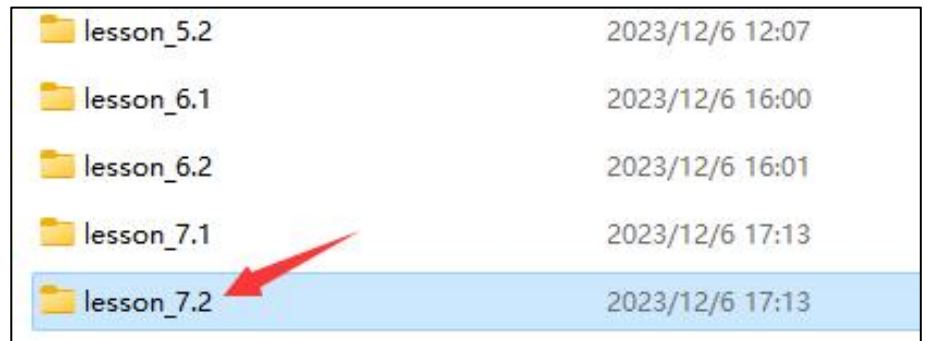 lesson_5.2 2023/12/6 12:07
lesson_6.1 2023/12/6 16:00
lesson_6.2 2023/12/6 16:01
lesson_7.1 2023/12/6 17:13
lesson_7.2 2023/12/6 17:13